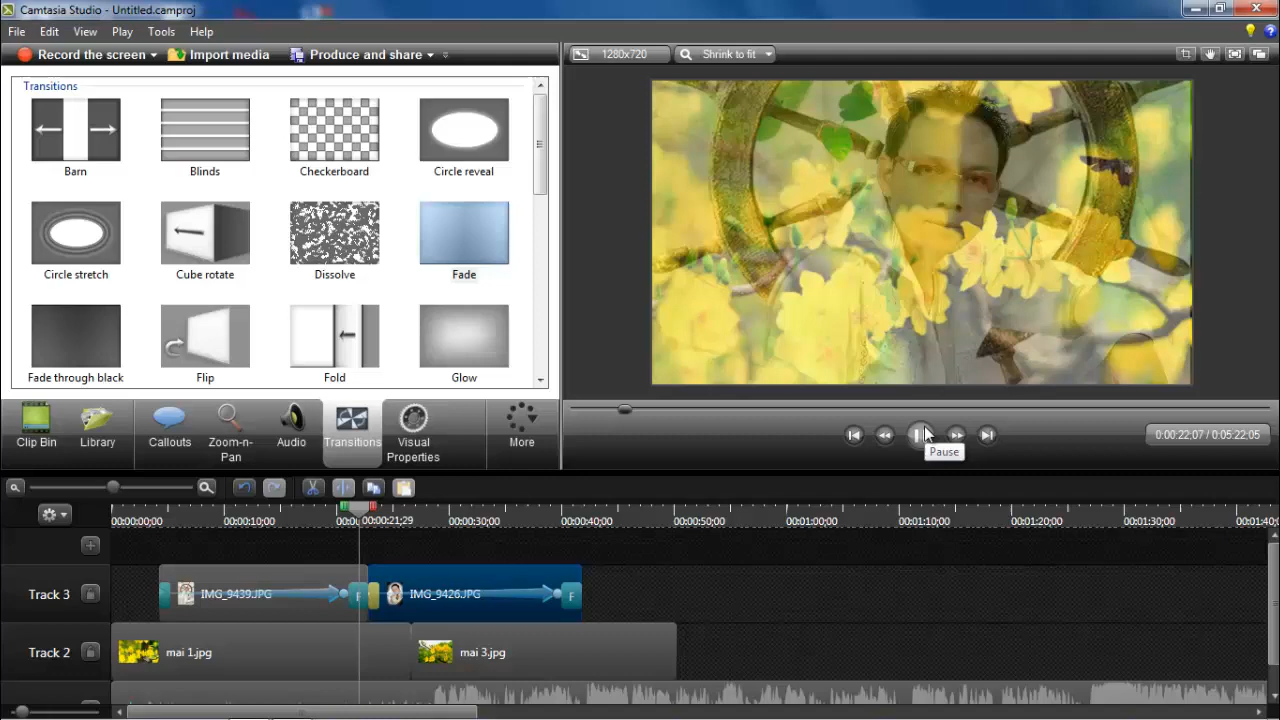 Camtasia Studio - Untitled.camproj
File Edit View Play Tools Help
Record the screen Import media Produce and share
1280x720 Shrink to fit
Transitions
Barn Blinds Checkerboard Circle reveal
Circle stretch Cube rotate Dissolve Fade
Fade through black Flip Fold Glow
Clip Bin Library Callouts Zoom-n-Pan Audio Transitions Visual Properties More
0:00:22;07 / 0:05:22;05
Pause
00:00:00;00 00:00:10;00 00:00:21;29 00:00:30;00 00:00:40;00 00:00:50;00 00:01:00;00 00:01:10;00 00:01:20;00 00:01:30;00
Track 3 IMG_9439.JPG F IMG_9426.JPG F
Track 2 mai 1.jpg mai 3.jpg